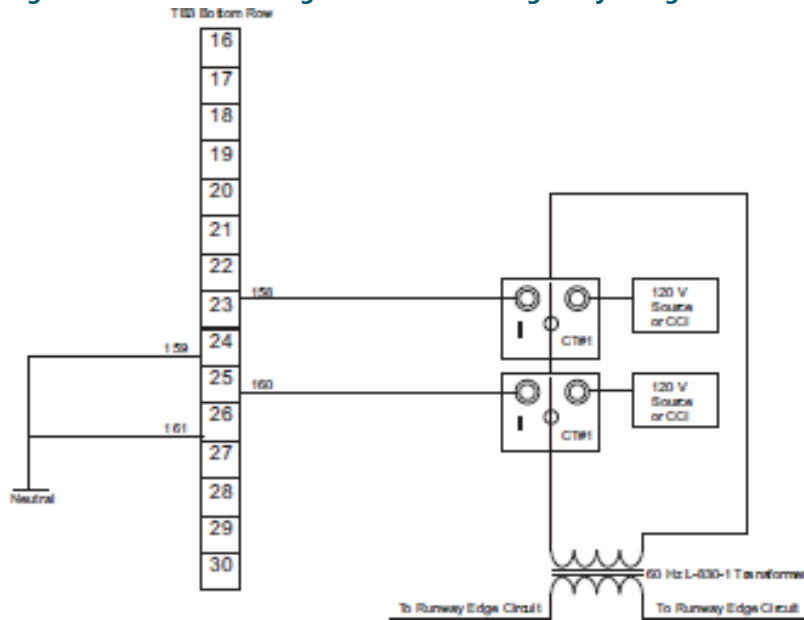 TB3 Bottom Row
16
17
18
19
20
21
22
23
24
25
26
27
28
29
30
158
159
160
161
Neutral
I
CT#1
120 V
Source
or CCI
I
CT#1
120 V
Source
or CCI
60 Hz L-830-1 Transformer
To Runway Edge Circuit
To Runway Edge Circuit